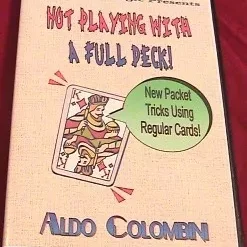 Presents
NOT PLAYING WITH
A FULL DECK!
New Packet
Tricks Using
Regular Cards!
ALDO COLOMBINI